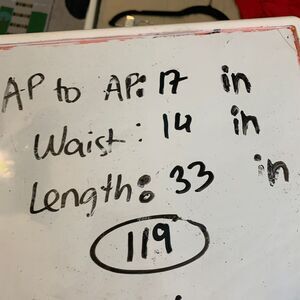 AP to AP: 17 in
Waist: 14 in
Length: 33 in
119